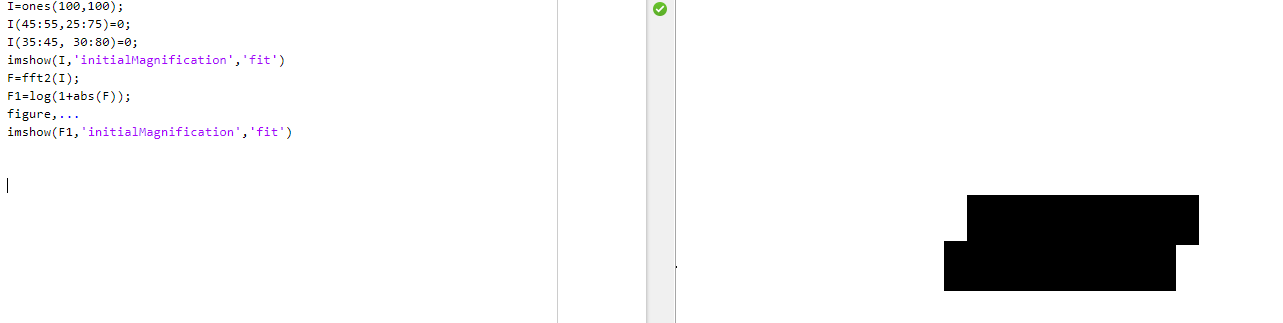 I=ones(100,100);
I(45:55,25:75)=0;
I(35:45, 30:80)=0;
imshow(I,'initialMagnification','fit')
F=fft2(I);
F1=log(1+abs(F));
figure,...
imshow(F1,'initialMagnification','fit')